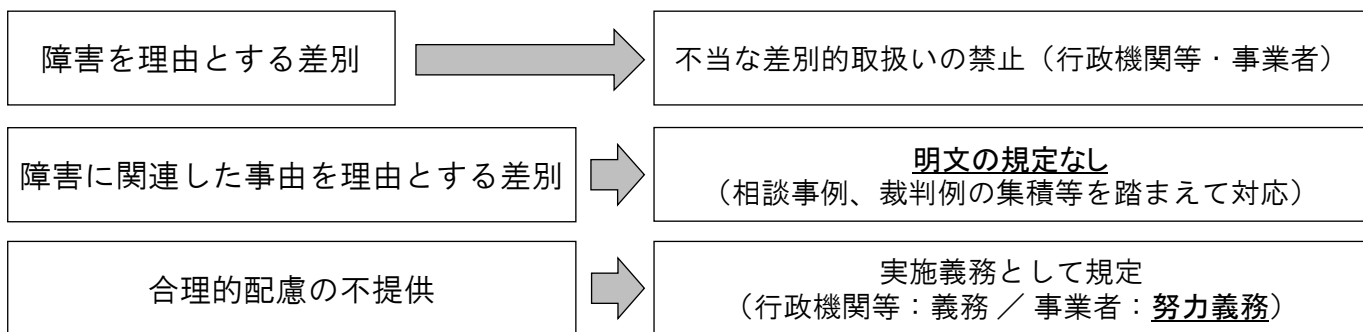 障害を理由とする差別
不当な差別的取扱いの禁止（行政機関等・事業者）
障害に関連した事由を理由とする差別
明文の規定なし
（相談事例、裁判例の集積等を踏まえて対応）
合理的配慮の不提供
実施義務として規定
（行政機関等：義務 ／ 事業者：努力義務）